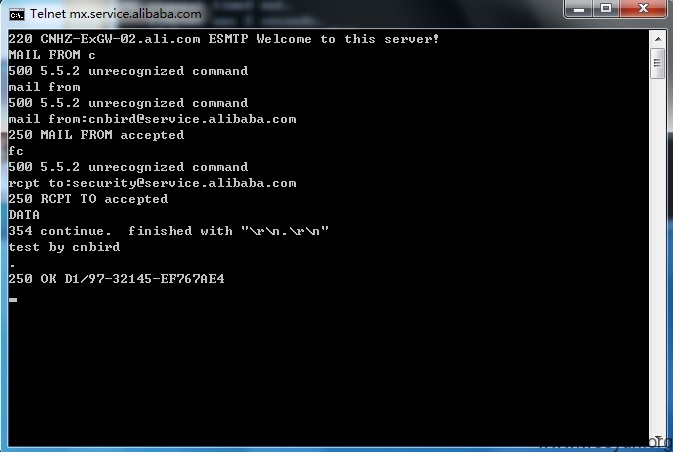 Telnet mx.service.alibaba.com
220 CNHZ-ExGW-02.ali.com ESMTP Welcome to this server!
MAIL FROM c
500 5.5.2 unrecognized command
mail from
500 5.5.2 unrecognized command
mail from:cnbird@service.alibaba.com
250 MAIL FROM accepted
fc
500 5.5.2 unrecognized command
rcpt to:security@service.alibaba.com
250 RCPT TO accepted
DATA
354 continue.  finished with "\r\n.\r\n"
test by cnbird
.
250 OK D1/97-32145-EF767AE4